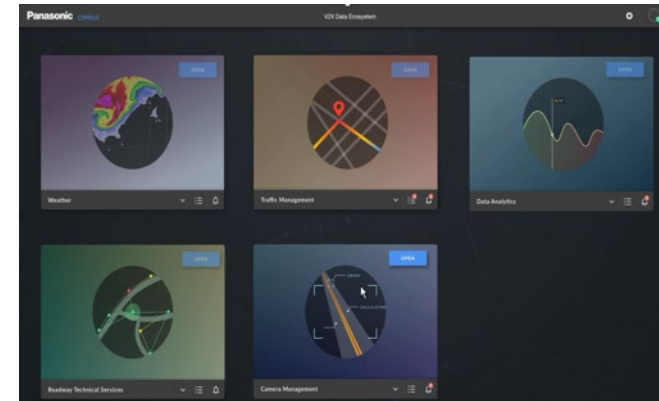 Panasonic CIRRUS
V2X Data Ecosystem
OPEN
OPEN
OPEN
Weather
Traffic Management
Data Analytics
OPEN
OPEN
Roadway Technical Services
Camera Management